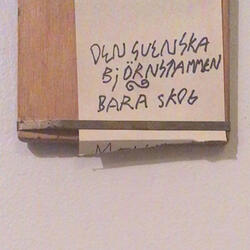 DEN SVENSKA
BjÖRNSTAMMEN
BARA SKOG